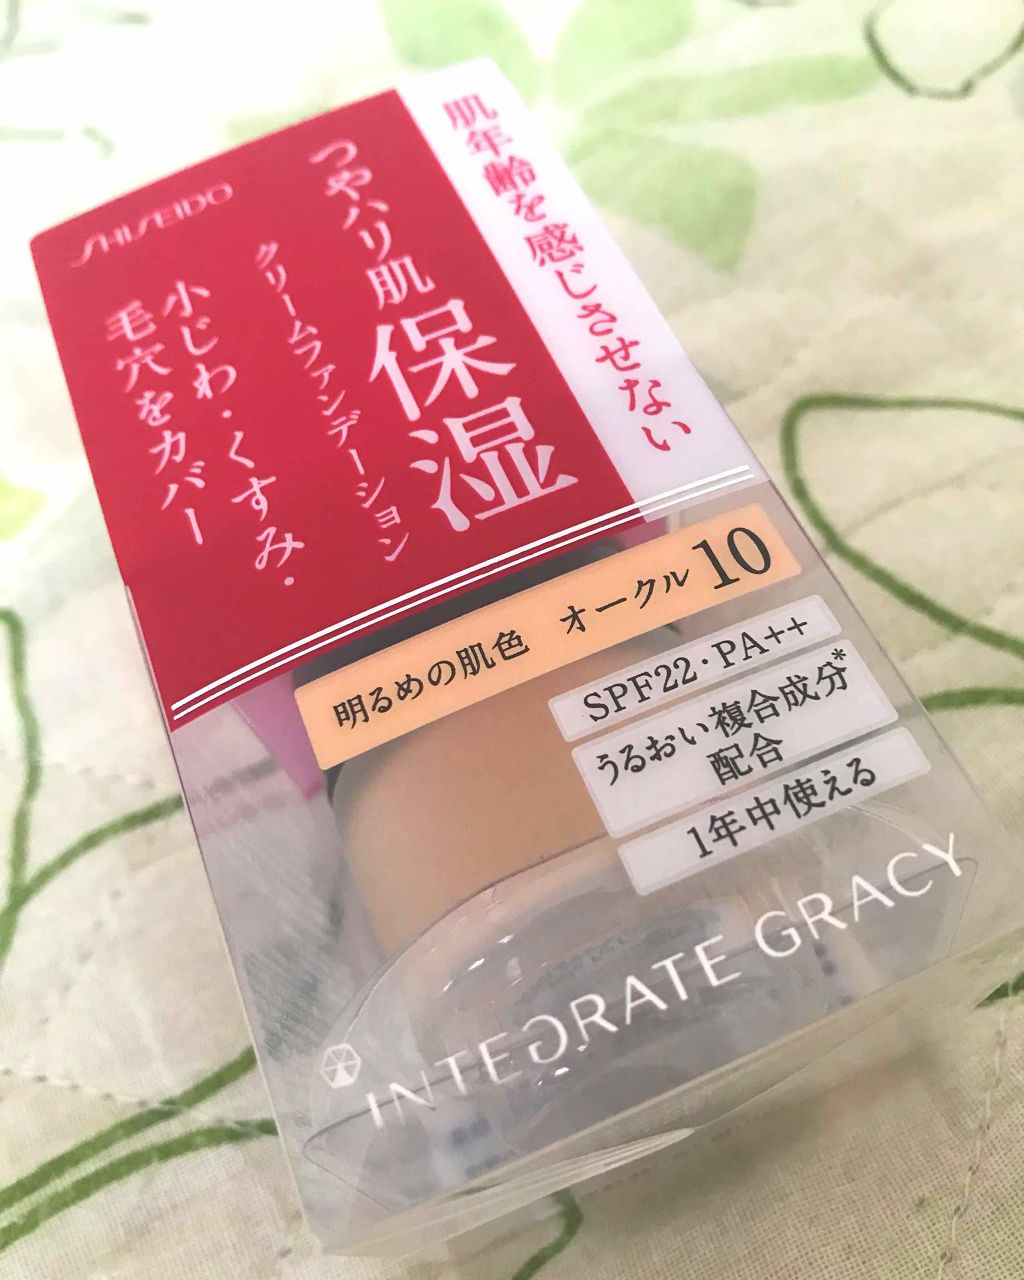 肌年齢を感じさせない
SHISEIDO
つやハリ肌
保湿
クリームファンデーション
小じわ・くすみ・
毛穴をカバー
明るめの肌色 オークル10
SPF22・PA++
うるおい複合成分*
配合
1年中使える
INTEGRATE GRACY